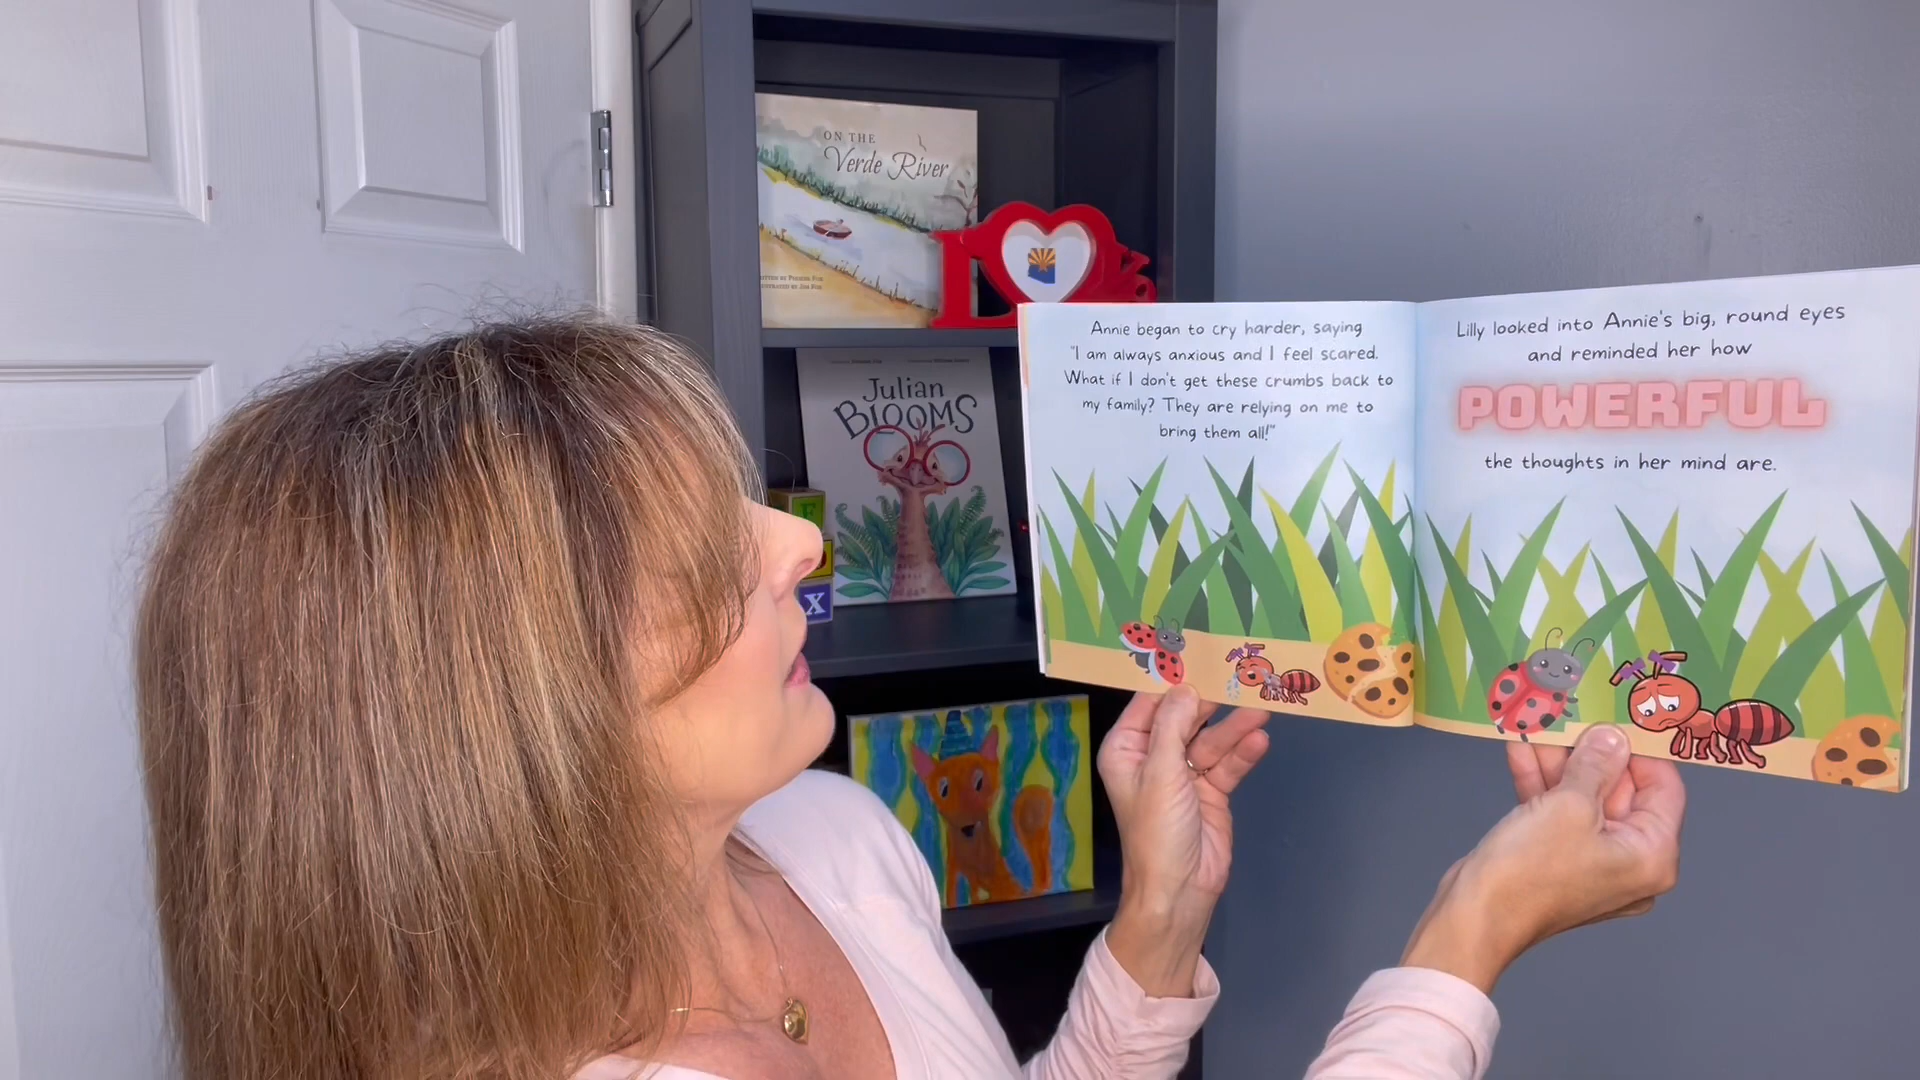 ON THE
Verde River
Julian
BLOOMS
F
X
I
Annie began to cry harder, saying
"I am always anxious and I feel scared.
What if I don't get these crumbs back to
my family? They are relying on me to
bring them all!"
Lilly looked into Annie's big, round eyes
and reminded her how
POWERFUL
the thoughts in her mind are.